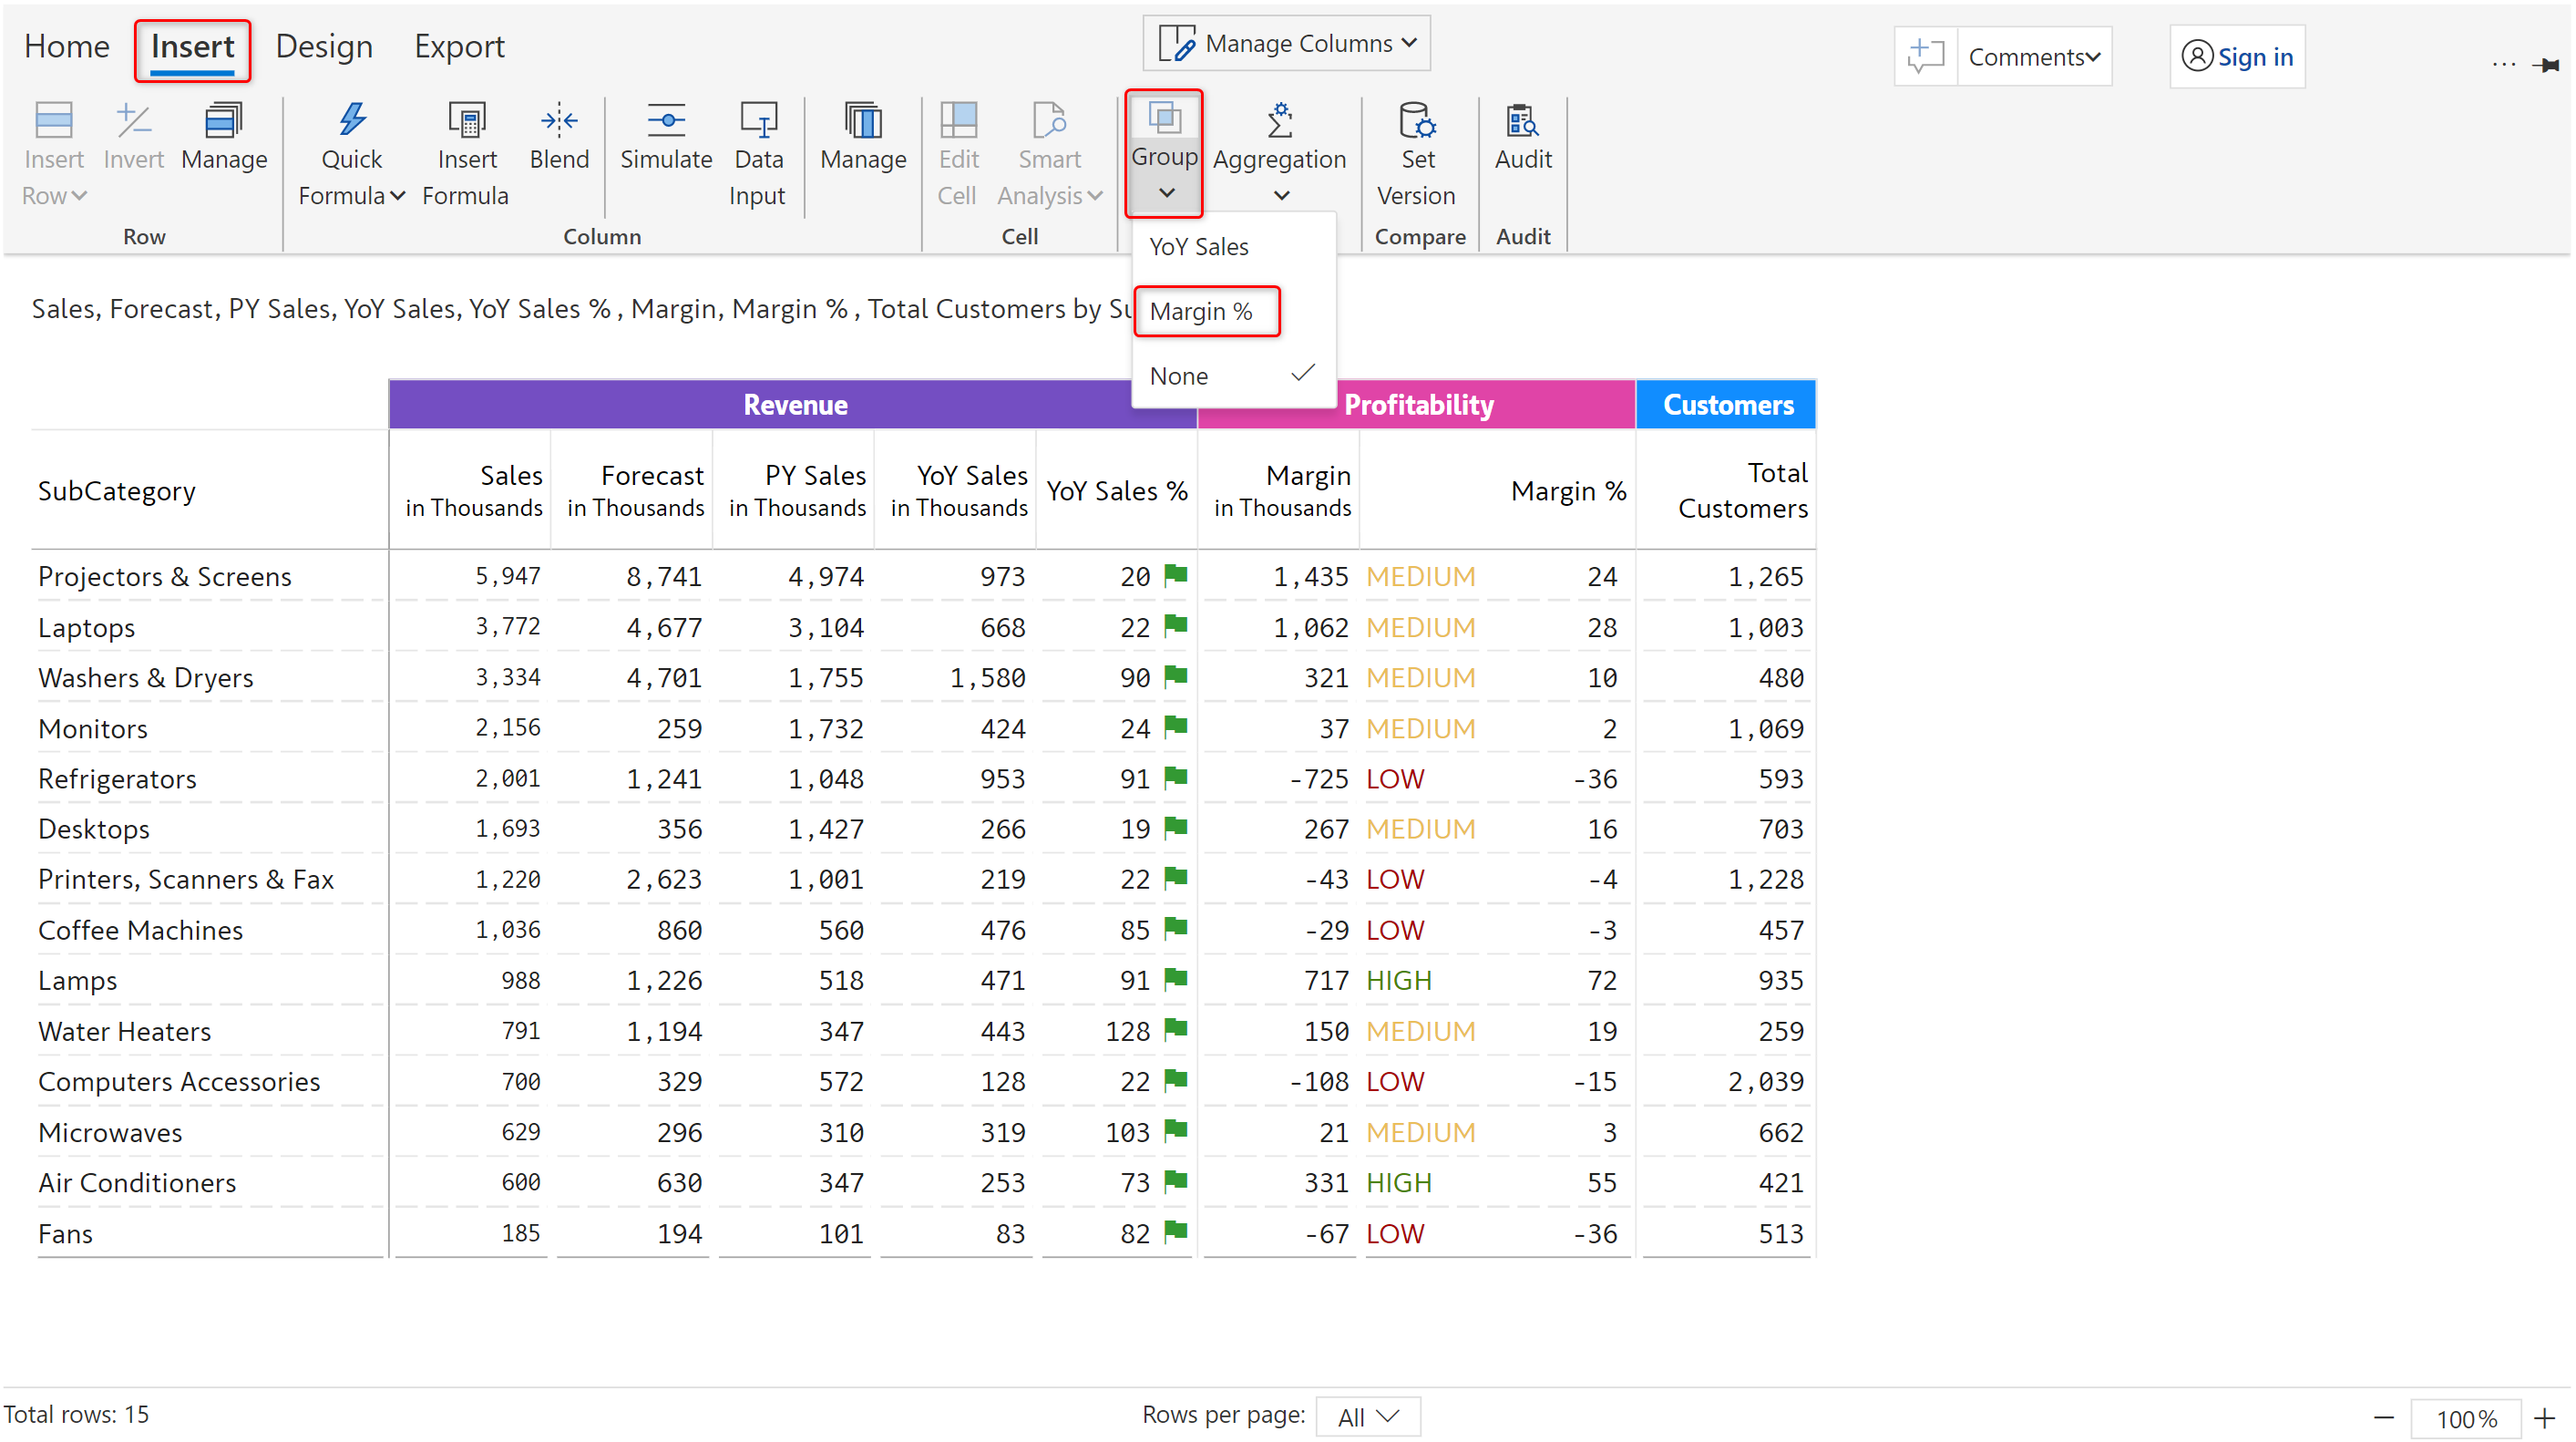 Home Insert Design Export Manage Columns Comments Sign in
Insert Row Invert Manage Quick Formula Insert Formula Blend Simulate Data Input Manage Edit Cell Smart Analysis Group Aggregation Set Version Audit
Row Column Cell Compare Audit
YoY Sales
Margin %
None
Sales, Forecast, PY Sales, YoY Sales, YoY Sales % , Margin, Margin % , Total Customers by
Revenue Profitability Customers
SubCategory Sales in Thousands Forecast in Thousands PY Sales in Thousands YoY Sales in Thousands YoY Sales % Margin in Thousands Margin % Total Customers
Projectors & Screens 5,947 8,741 4,974 973 20 1,435 MEDIUM 24 1,265
Laptops 3,772 4,677 3,104 668 22 1,062 MEDIUM 28 1,003
Washers & Dryers 3,334 4,701 1,755 1,580 90 321 MEDIUM 10 480
Monitors 2,156 259 1,732 424 24 37 MEDIUM 2 1,069
Refrigerators 2,001 1,241 1,048 953 91 -725 LOW -36 593
Desktops 1,693 356 1,427 266 19 267 MEDIUM 16 703
Printers, Scanners & Fax 1,220 2,623 1,001 219 22 -43 LOW -4 1,228
Coffee Machines 1,036 860 560 476 85 -29 LOW -3 457
Lamps 988 1,226 518 471 91 717 HIGH 72 935
Water Heaters 791 1,194 347 443 128 150 MEDIUM 19 259
Computers Accessories 700 329 572 128 22 -108 LOW -15 2,039
Microwaves 629 296 310 319 103 21 MEDIUM 3 662
Air Conditioners 600 630 347 253 73 331 HIGH 55 421
Fans 185 194 101 83 82 -67 LOW -36 513
Total rows: 15 Rows per page: All 100%